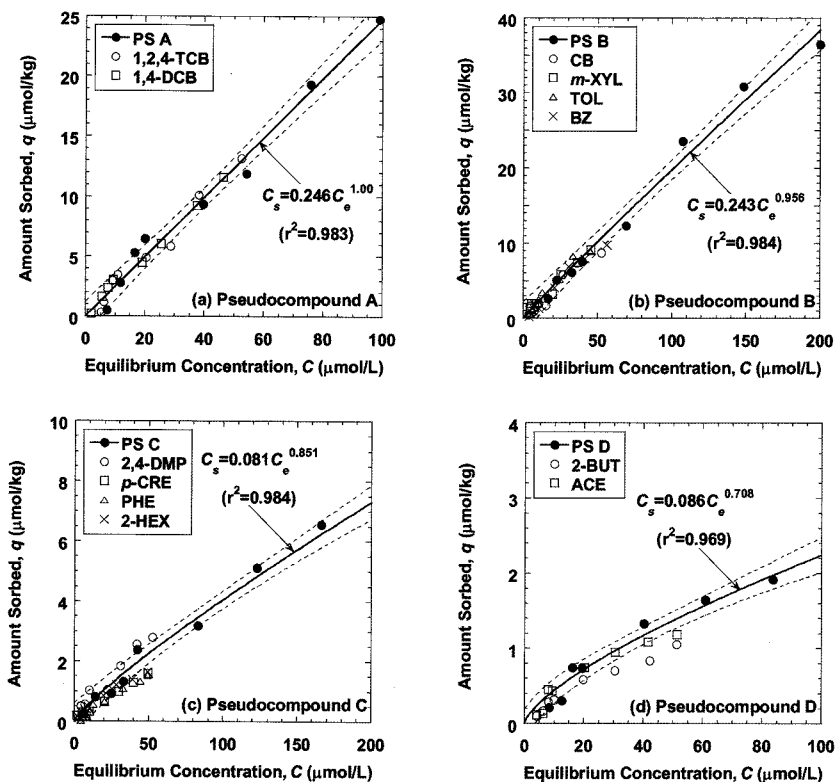 25
20
15
10
5
0
Amount Sorbed, q (μmol/kg)
PS A
1,2,4-TCB
1,4-DCB
C_s=0.246C_e^1.00
(r²=0.983)
(a) Pseudocompound A
0 20 40 60 80 100
Equilibrium Concentration, C (μmol/L)
40
30
20
10
0
Amount Sorbed, q (μmol/kg)
PS B
CB
m-XYL
TOL
BZ
C_s=0.243C_e^0.956
(r²=0.984)
(b) Pseudocompound B
0 50 100 150 200
Equilibrium Concentration, C (μmol/L)
10
8
6
4
2
0
Amount Sorbed, q (μmol/kg)
PS C
2,4-DMP
p-CRE
PHE
2-HEX
C_s=0.081C_e^0.851
(r²=0.984)
(c) Pseudocompound C
0 50 100 150 200
Equilibrium Concentration, C (μmol/L)
4
3
2
1
0
Amount Sorbed, q (μmol/kg)
PS D
2-BUT
ACE
C_s=0.086C_e^0.708
(r²=0.969)
(d) Pseudocompound D
0 20 40 60 80 100
Equilibrium Concentration, C (μmol/L)